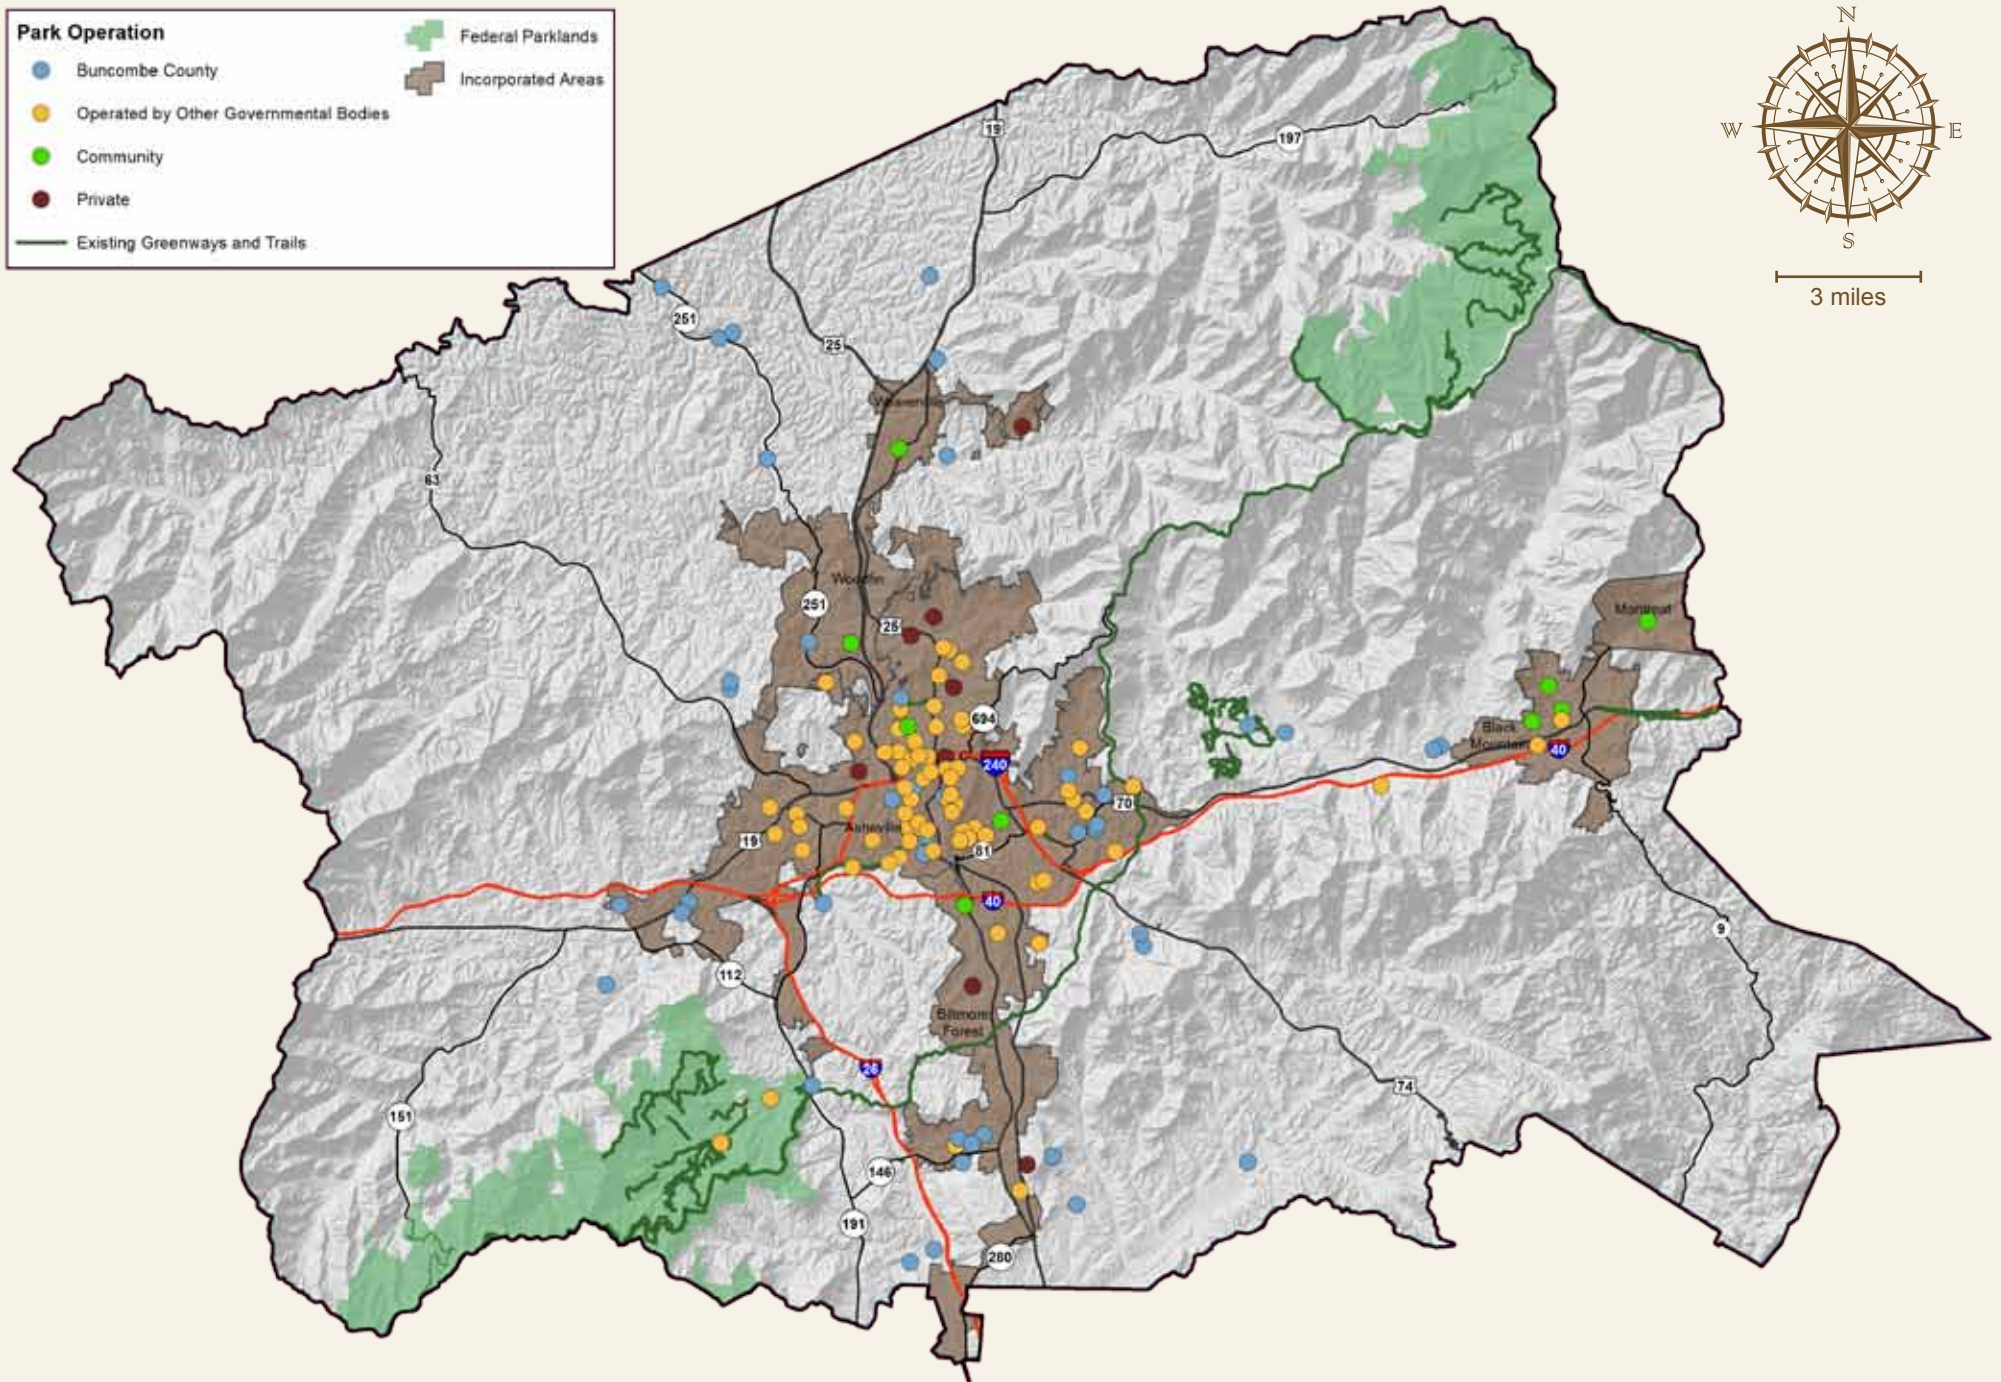 Park Operation
Buncombe County
Operated by Other Governmental Bodies
Community
Private
Existing Greenways and Trails
Federal Parklands
Incorporated Areas
N
W
E
S
3 miles
19
197
251
25
63
Woodfin
251
25
Montreat
694
Black
Mountain
40
240
70
Asheville
19
81
40
9
112
Biltmore
Forest
26
74
151
146
191
280